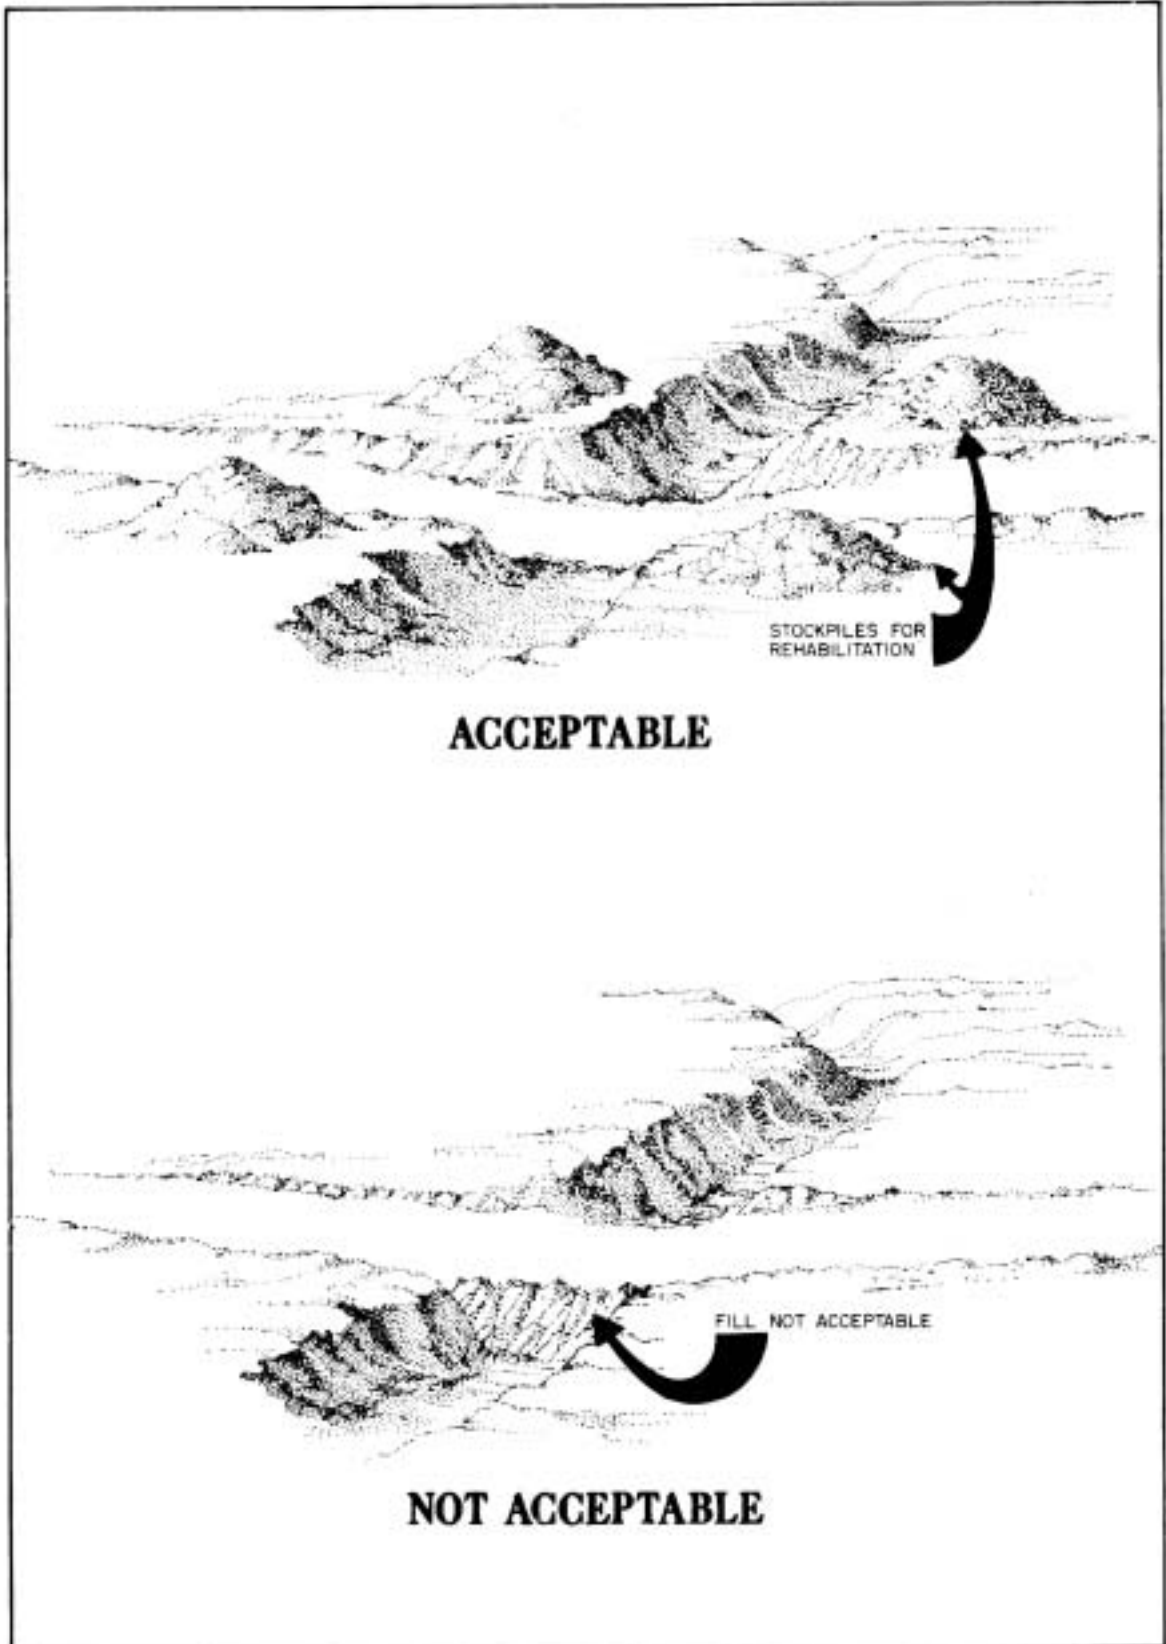 STOCKPILES FOR
REHABILITATION
ACCEPTABLE
FILL NOT ACCEPTABLE
NOT ACCEPTABLE